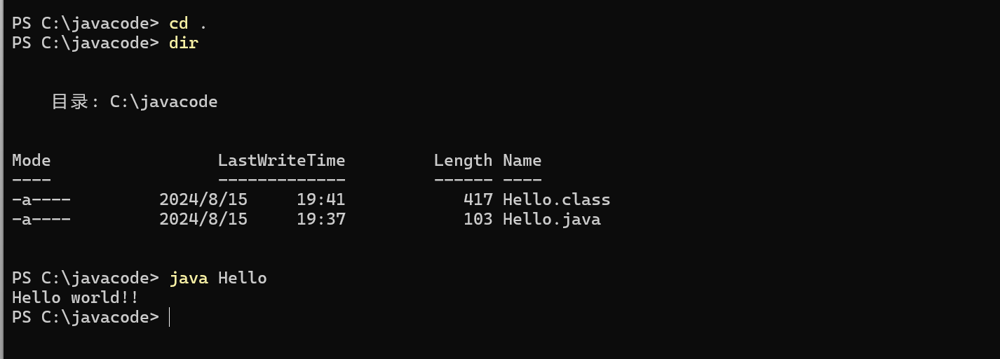 PS C:\javacode> cd .
PS C:\javacode> dir
目录: C:\javacode
Mode                 LastWriteTime         Length Name
----                 -------------         ------ ----
-a----         2024/8/15     19:41            417 Hello.class
-a----         2024/8/15     19:37            103 Hello.java
PS C:\javacode> java Hello
Hello world!!
PS C:\javacode>